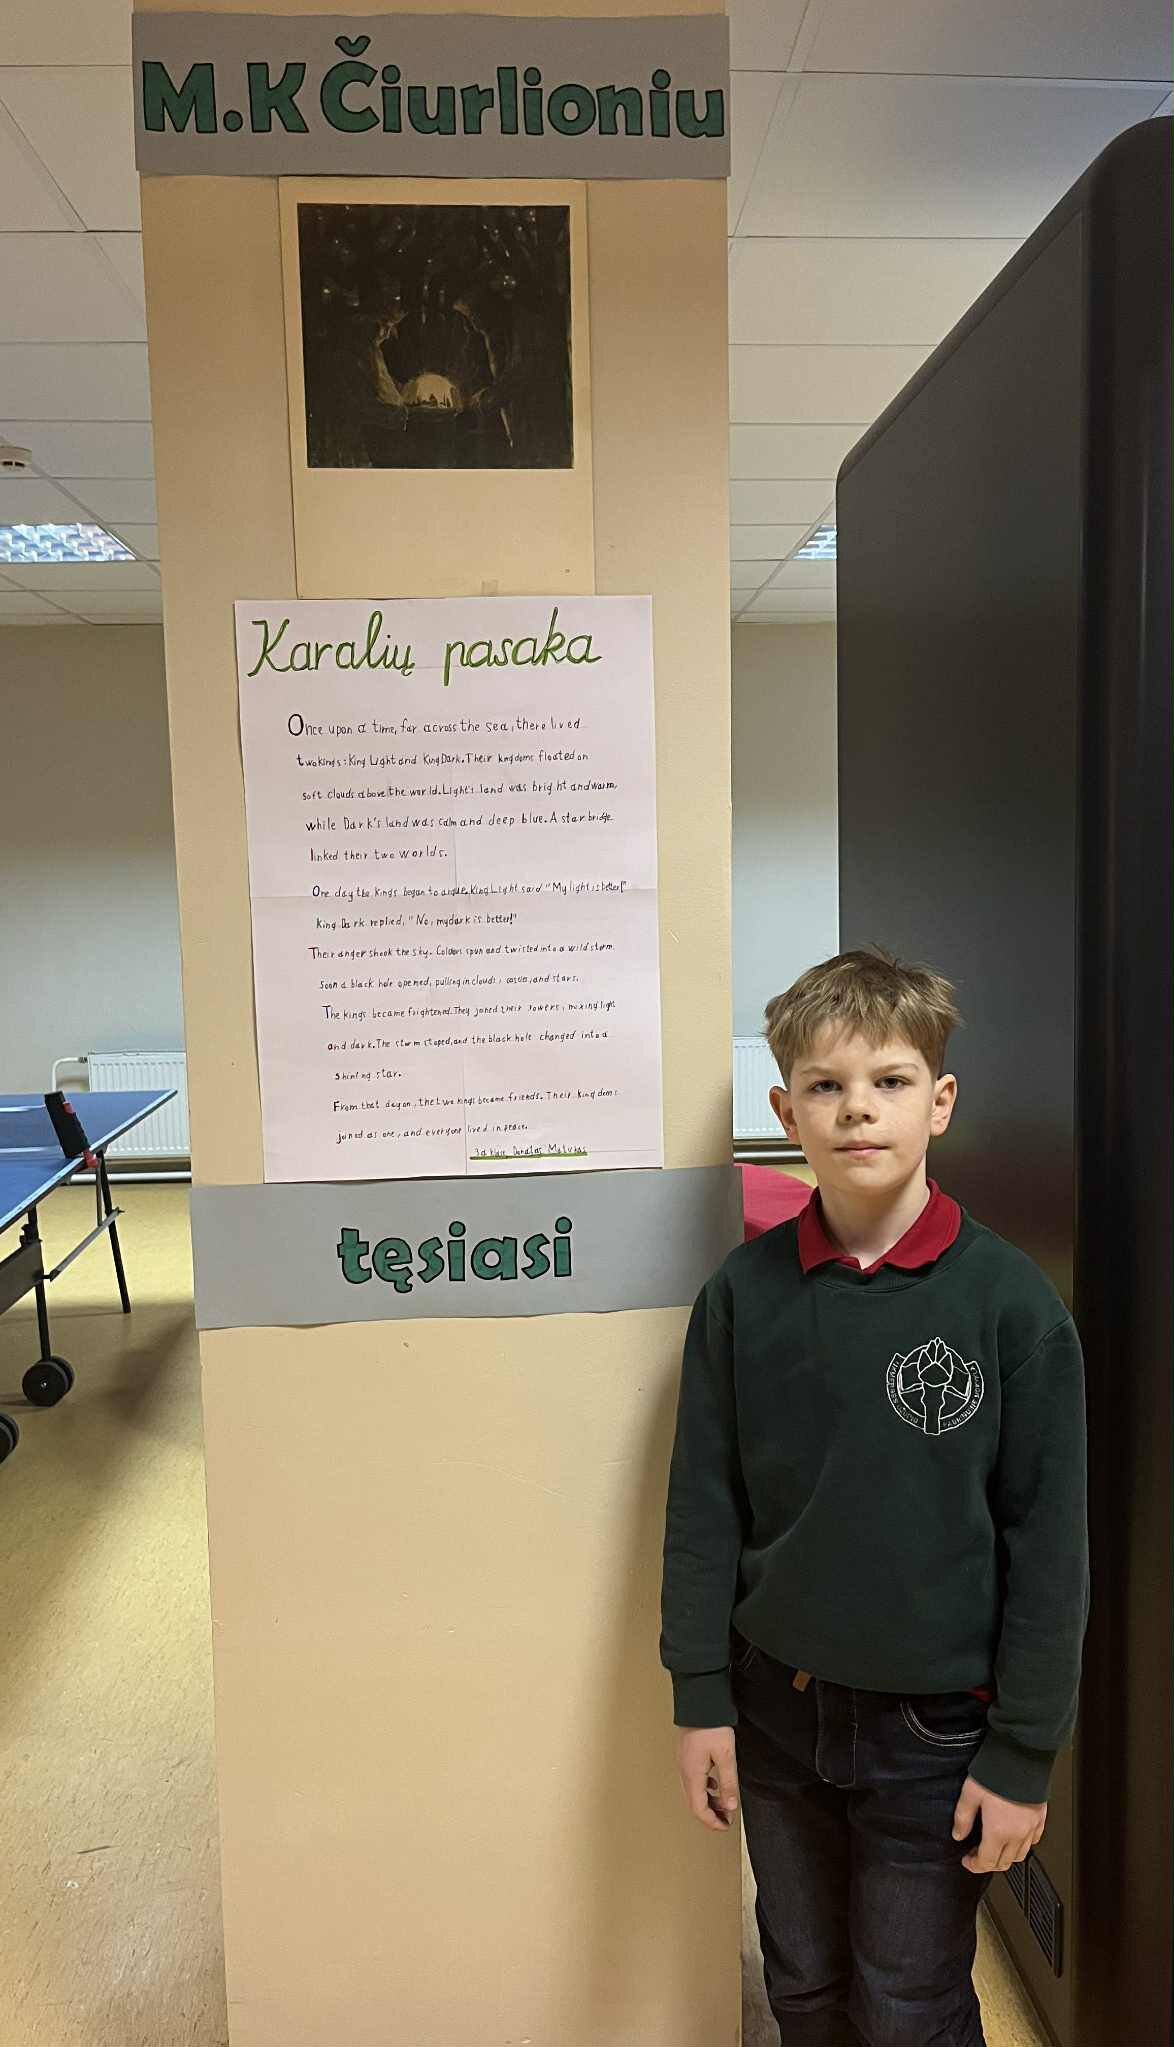 M.K Čiurlioniu
Karalių pasaka
Once upon a time, far across the sea, there lived
two kings: King Light and King Dark. Their kingdoms floated on
soft clouds above the world. Light's land was bright and warm,
while Dark's land was calm and deep blue. A star bridge
linked their two worlds.
One day the kings began to argue. King Light said "My light is better!"
King Dark replied, "No, my dark is better!"
Their anger shook the sky. Colours spun and twisted into a wild storm.
Soon a black hole opened, pulling in clouds, castles, and stars.
The kings became frightened. They joined their powers, mixing light
and dark. The storm stoped, and the black hole changed into a
shining star.
From that day on, the two kings became friends. Their kingdoms
joined as one, and everyone lived in peace.
3a klasė Donatas
tęsiasi